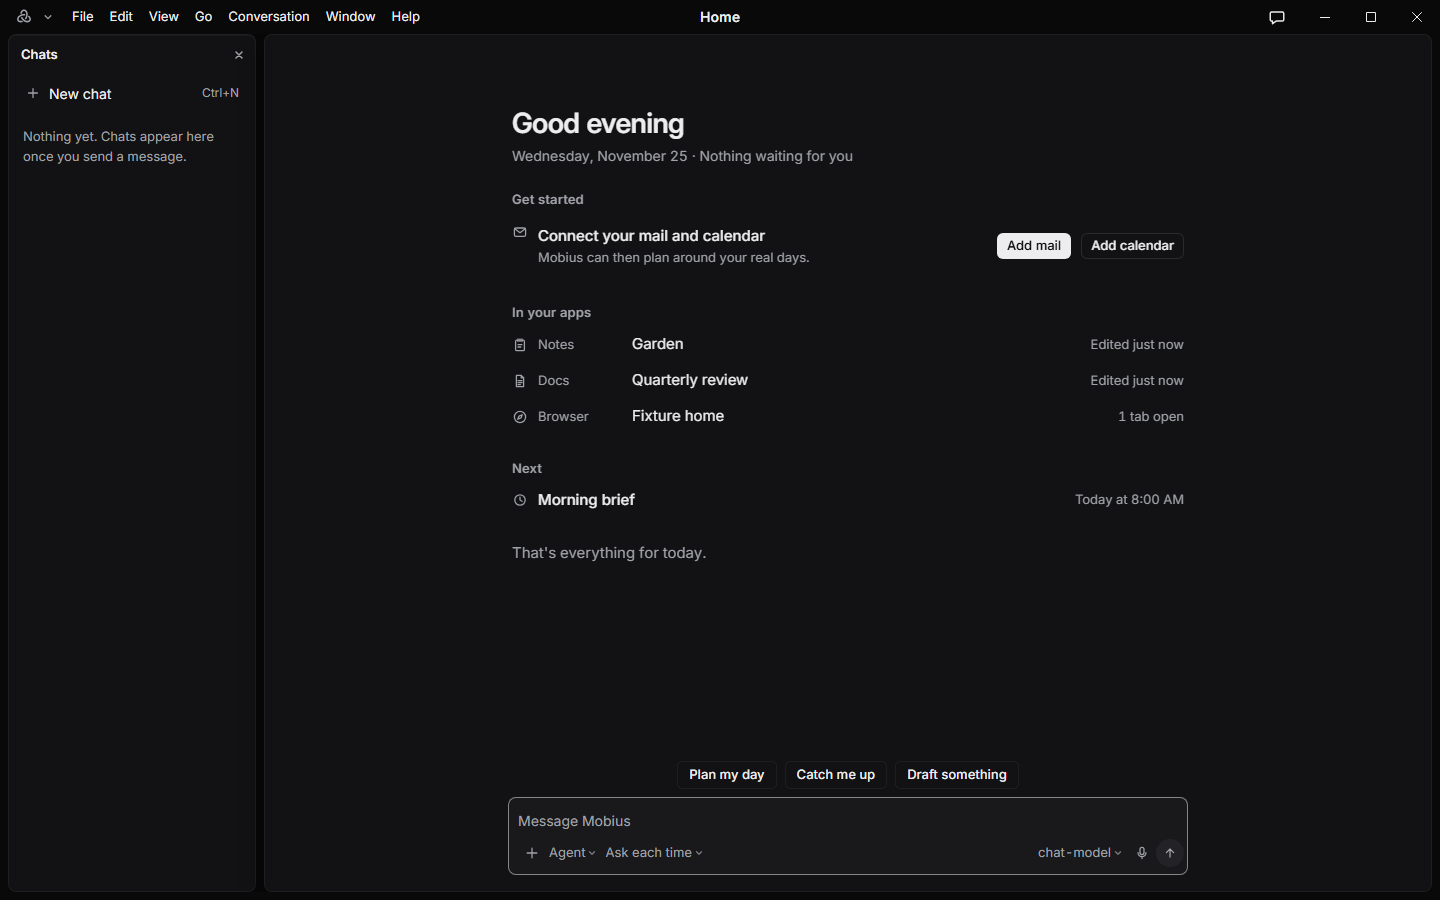 File Edit View Go Conversation Window Help
Home
Chats
New chat Ctrl+N
Nothing yet. Chats appear here
once you send a message.
Good evening
Wednesday, November 25 · Nothing waiting for you
Get started
Connect your mail and calendar
Mobius can then plan around your real days.
Add mail Add calendar
In your apps
Notes Garden Edited just now
Docs Quarterly review Edited just now
Browser Fixture home 1 tab open
Next
Morning brief Today at 8:00 AM
That's everything for today.
Plan my day Catch me up Draft something
Message Mobius
Agent Ask each time chat-model